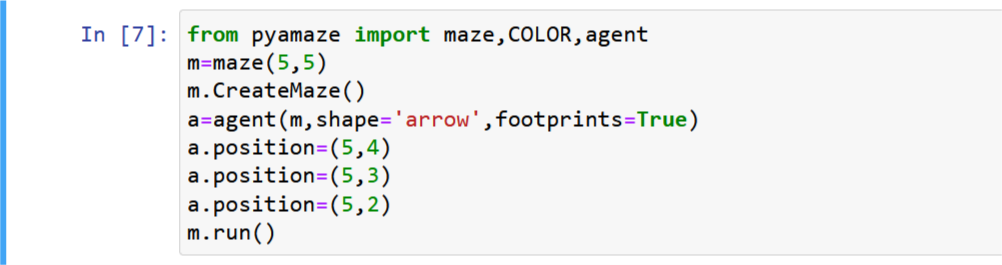 In [7]: from pyamaze import maze,COLOR,agent
m=maze(5,5)
m.CreateMaze()
a=agent(m,shape='arrow',footprints=True)
a.position=(5,4)
a.position=(5,3)
a.position=(5,2)
m.run()